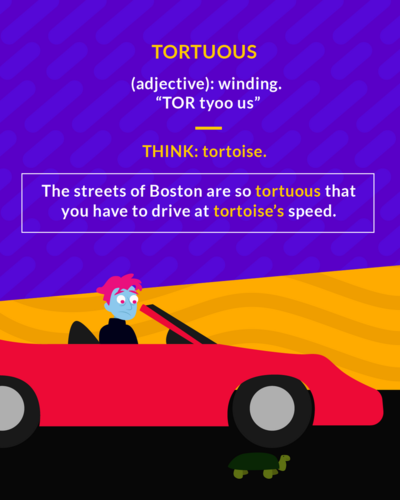 TORTUOUS
(adjective): winding.
“TOR tyoo us”
THINK: tortoise.
The streets of Boston are so tortuous that
you have to drive at tortoise's speed.